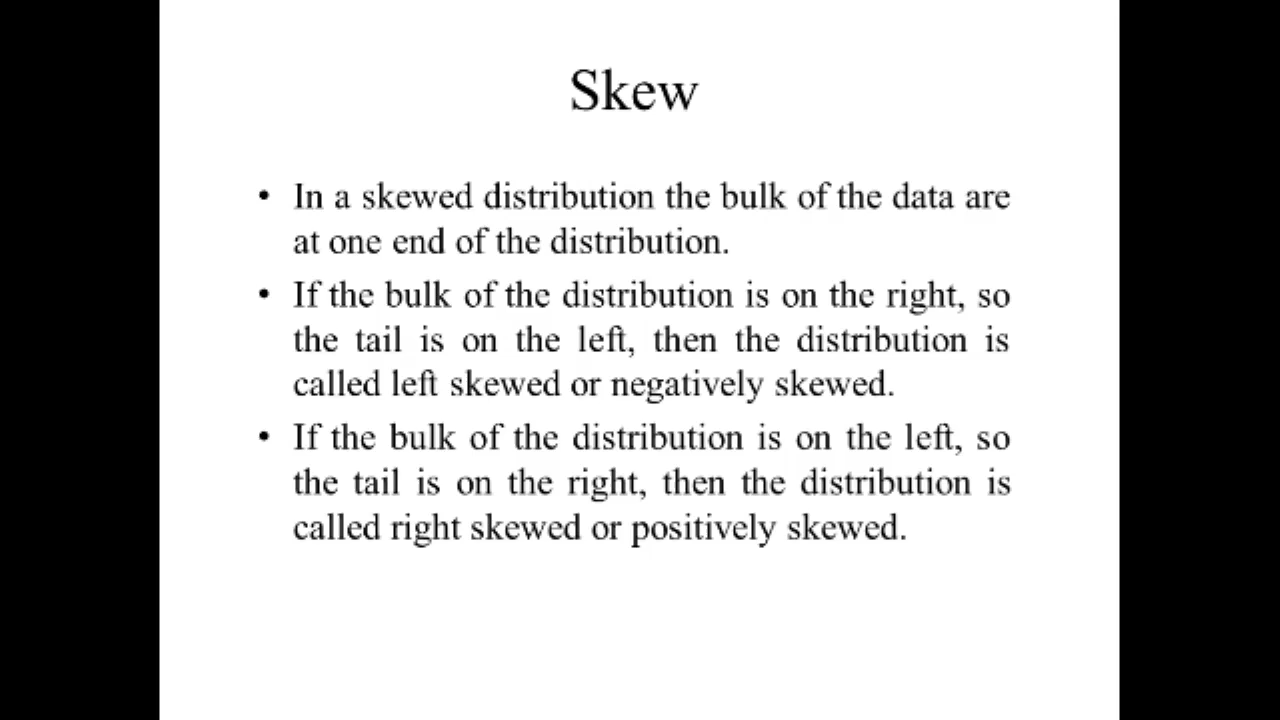 Skew
• In a skewed distribution the bulk of the data are
at one end of the distribution.
• If the bulk of the distribution is on the right, so
the tail is on the left, then the distribution is
called left skewed or negatively skewed.
• If the bulk of the distribution is on the left, so
the tail is on the right, then the distribution is
called right skewed or positively skewed.